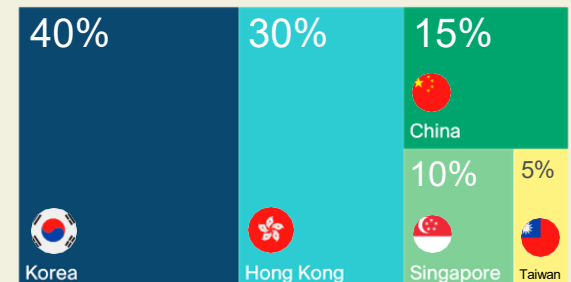 40%
Korea
30%
Hong Kong
15%
China
10%
Singapore
5%
Taiwan